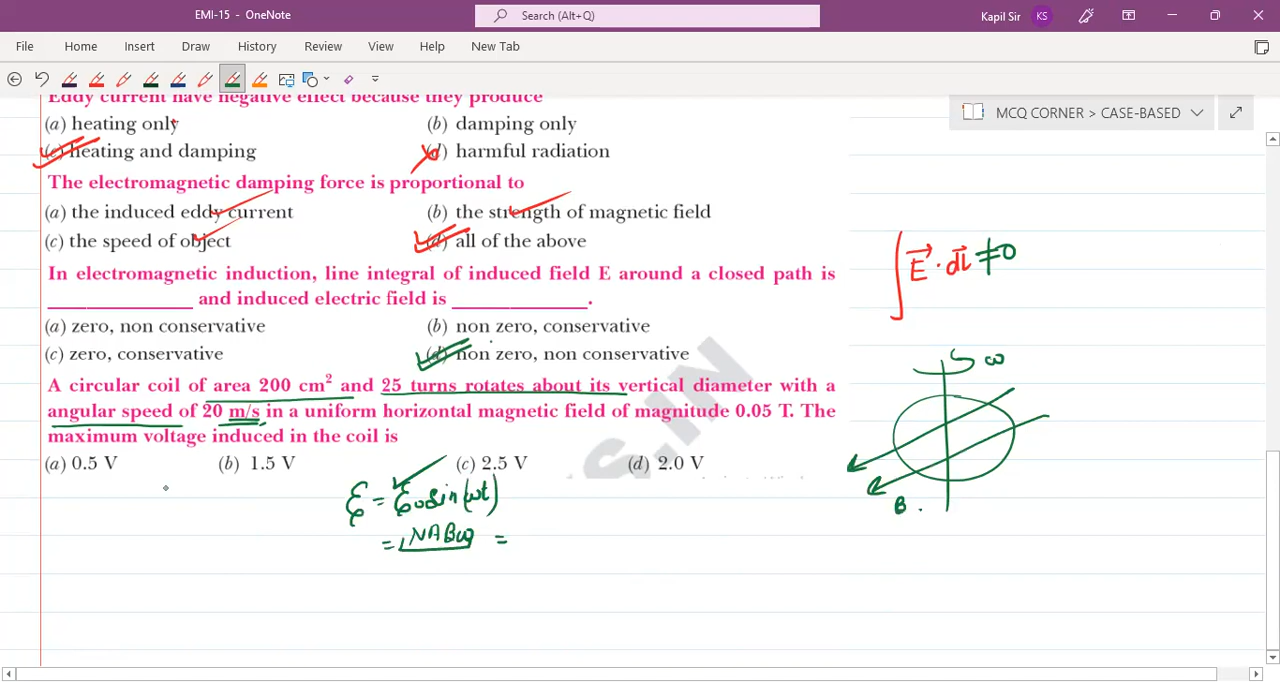 EMI-15 - OneNote
Search (Alt+Q)
Kapil Sir KS
File Home Insert Draw History Review View Help New Tab
MCQ CORNER > CASE-BASED
Eddy current have negative effect because they produce
(a) heating only (b) damping only
(c) heating and damping (d) harmful radiation
The electromagnetic damping force is proportional to
(a) the induced eddy current (b) the strength of magnetic field
(c) the speed of object (d) all of the above
∫ E⃗ · dl⃗ ≠ 0
In electromagnetic induction, line integral of induced field E around a closed path is
_____________ and induced electric field is ____________.
(a) zero, non conservative (b) non zero, conservative
(c) zero, conservative (d) non zero, non conservative
ω
A circular coil of area 200 cm² and 25 turns rotates about its vertical diameter with a
angular speed of 20 m/s in a uniform horizontal magnetic field of magnitude 0.05 T. The
maximum voltage induced in the coil is
(a) 0.5 V (b) 1.5 V (c) 2.5 V (d) 2.0 V
S.IN
ℰ = ℰ0 sin(ωt)
B
= NABω =